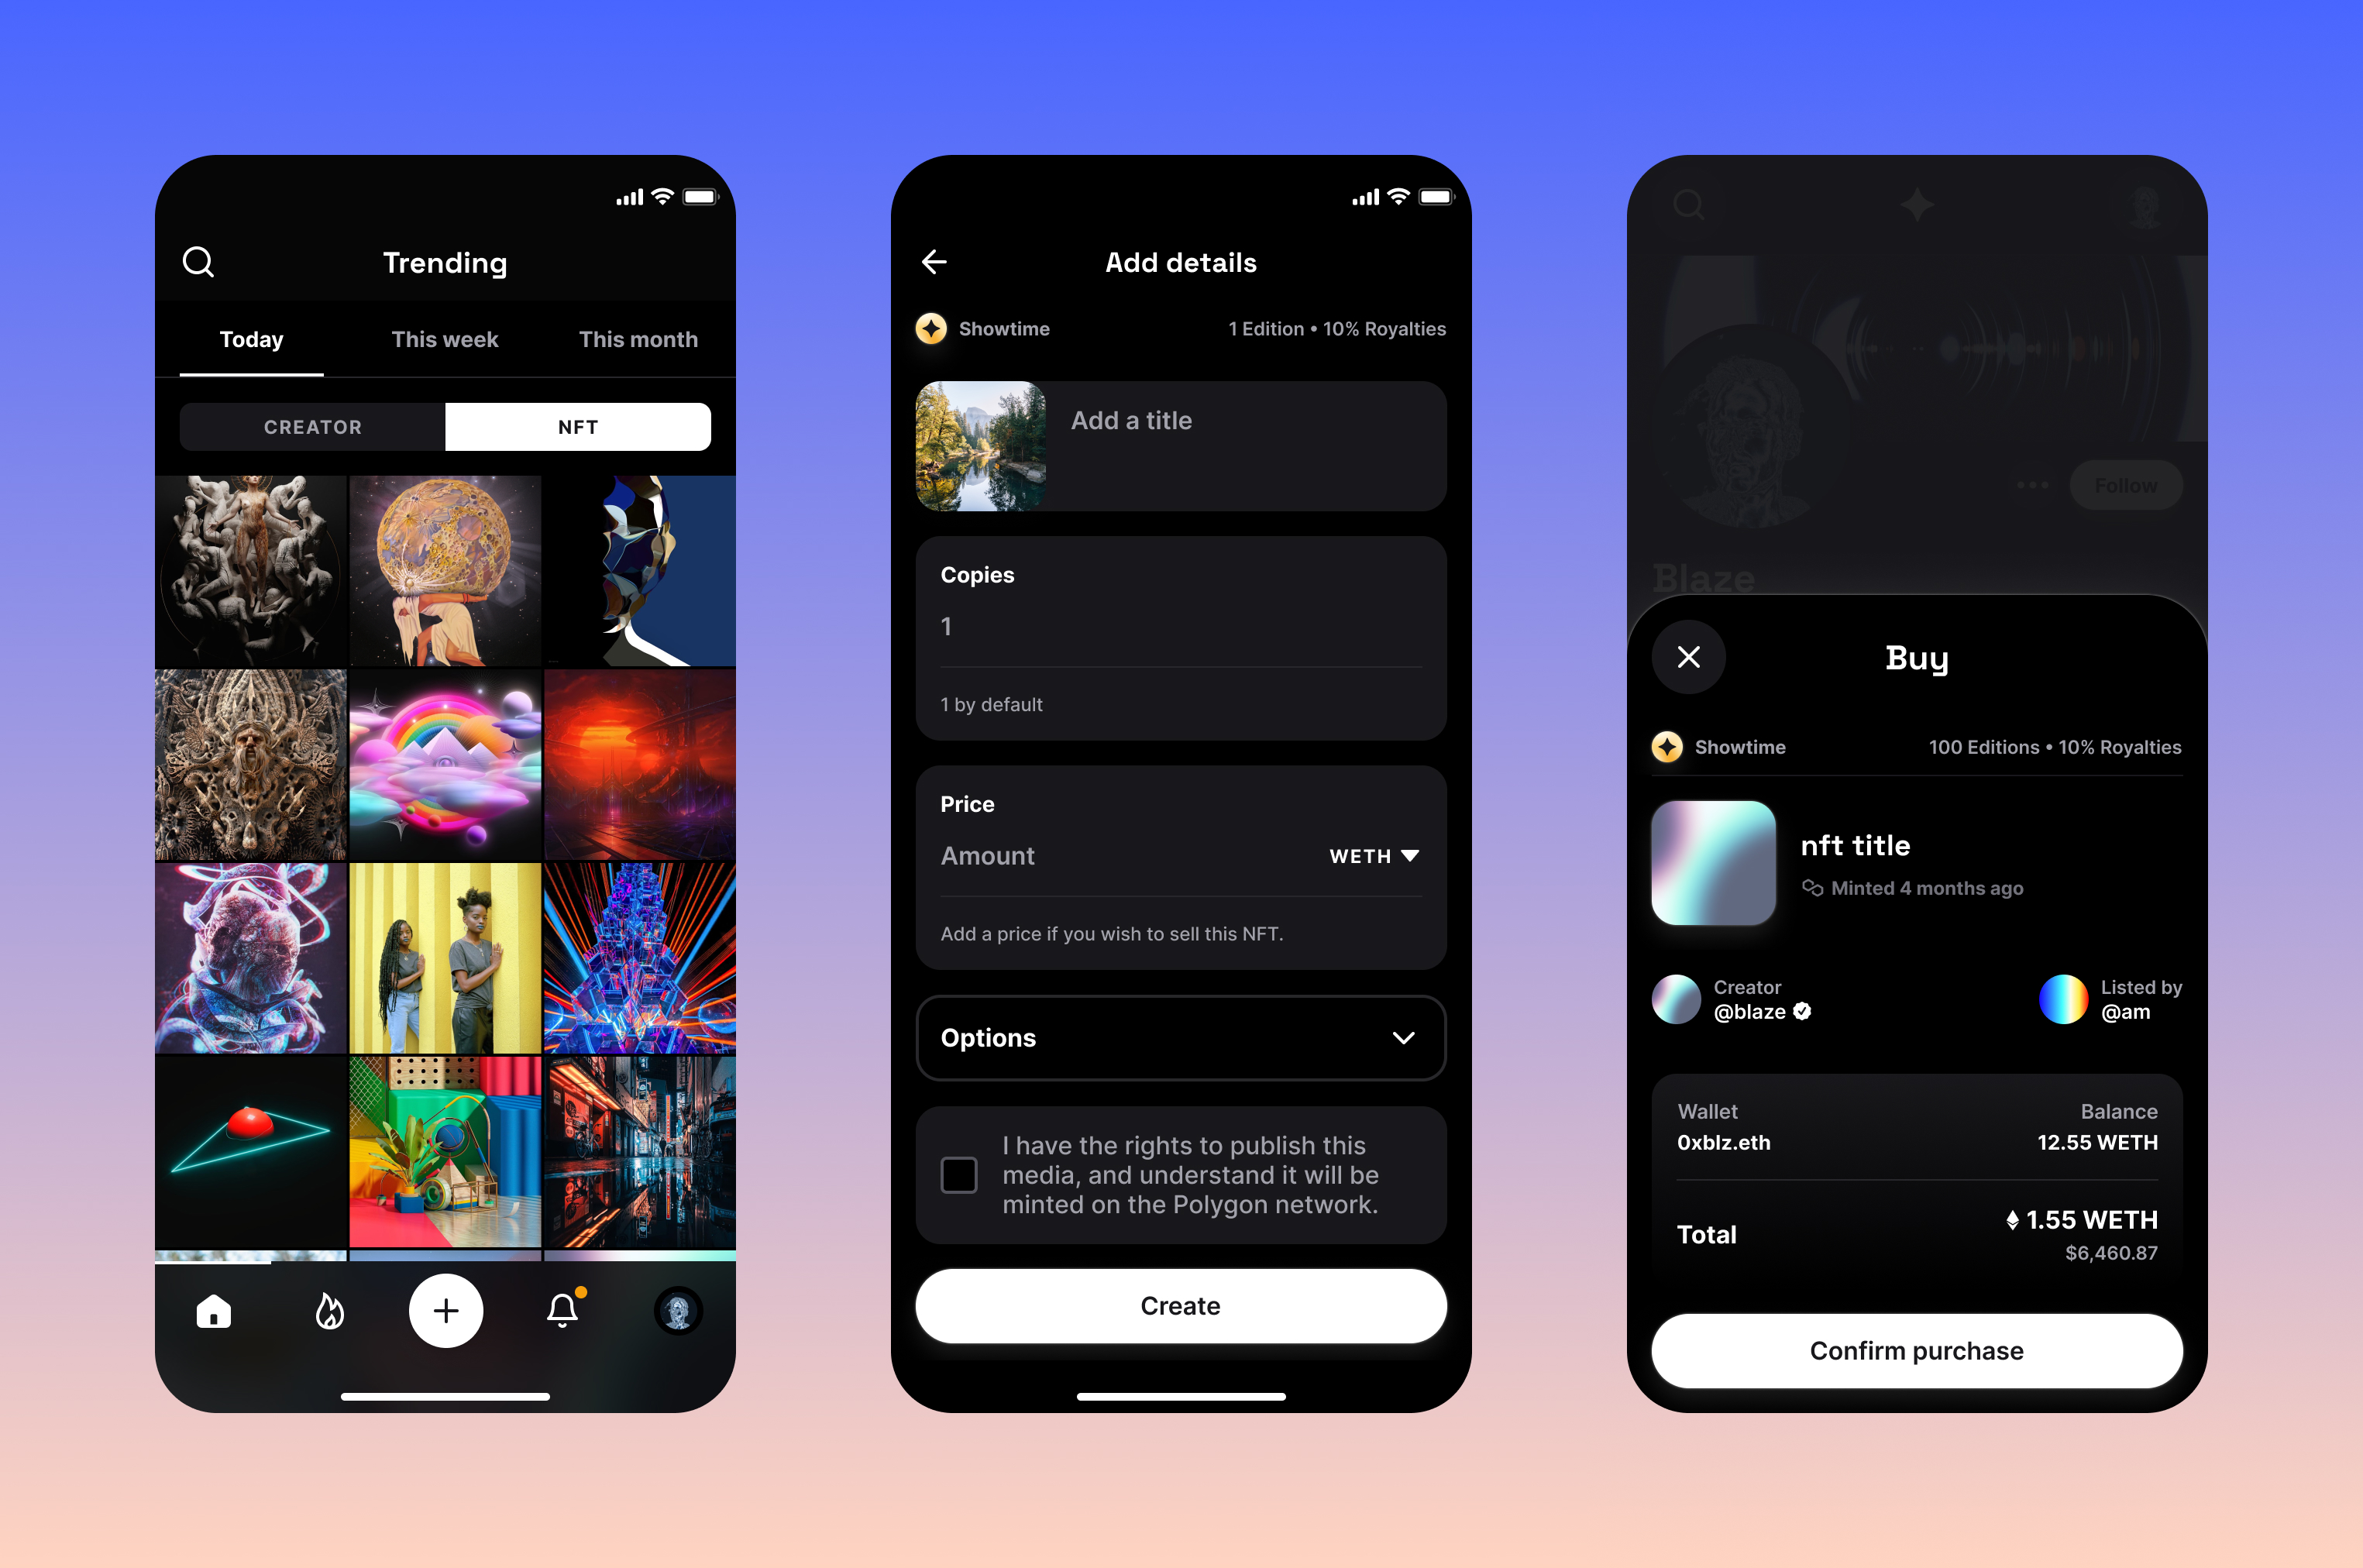 Trending
Today
This week
This month
CREATOR
NFT
Add details
Showtime
1 Edition • 10% Royalties
Add a title
Copies
1
1 by default
Price
Amount
WETH
Add a price if you wish to sell this NFT.
Options
I have the rights to publish this
media, and understand it will be
minted on the Polygon network.
Create
Follow
Blaze
Buy
Showtime
100 Editions • 10% Royalties
nft title
Minted 4 months ago
Creator
@blaze
Listed by
@am
Wallet
0xblz.eth
Balance
12.55 WETH
Total
1.55 WETH
$6,460.87
Confirm purchase